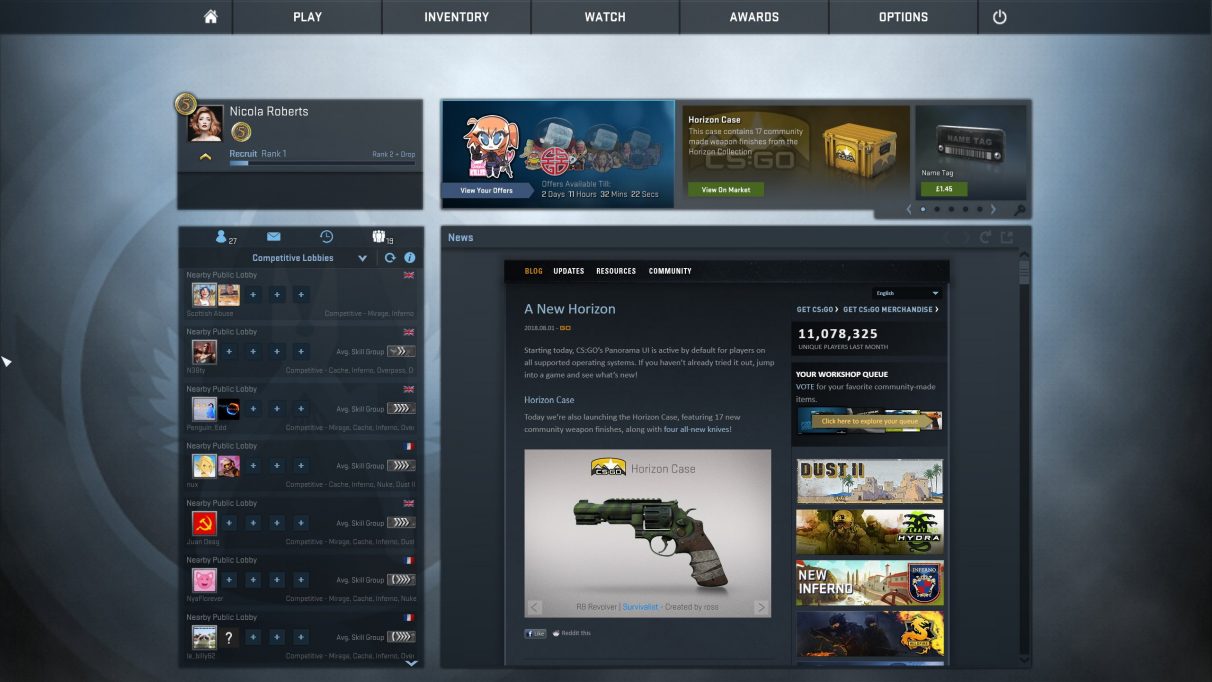 PLAY
INVENTORY
WATCH
AWARDS
OPTIONS
5
Nicola Roberts
5
Recruit Rank 1
Rank 2 + Drop
View Your Offers
Offers Available Till:
2 Days 11 Hours 32 Mins 22 Secs
Horizon Case
This case contains 17 community
made weapon finishes from the
Horizon Collection
CS:GO
View On Market
NAME TAG
Name Tag
£1.45
27
19
Competitive Lobbies
Nearby Public Lobby
Scottish Abuse
Competitive - Mirage, Inferno
Nearby Public Lobby
Avg. Skill Group
N39ty
Competitive - Cache, Inferno, Overpass, O
Nearby Public Lobby
Avg. Skill Group
Penguin_Edd
Competitive - Mirage, Cache, Inferno, Over
Nearby Public Lobby
Avg. Skill Group
nux
Competitive - Cache, Inferno, Nuke, Dust II
Nearby Public Lobby
Avg. Skill Group
Juan Deag
Competitive - Mirage, Cache, Inferno, Dust
Nearby Public Lobby
Avg. Skill Group
NyaFlorever
Competitive - Mirage, Cache, Inferno, Nuke
Nearby Public Lobby
?
Avg. Skill Group
le_billy62
Competitive - Mirage, Cache, Inferno, Over
News
BLOG
UPDATES
RESOURCES
COMMUNITY
English
A New Horizon
2018.08.01 -
Starting today, CS:GO's Panorama UI is active by default for players on
all supported operating systems. If you haven't already tried it out, jump
into a game and see what's new!
Horizon Case
Today we're also launching the Horizon Case, featuring 17 new
community weapon finishes, along with four all-new knives!
CS:GO
Horizon Case
R8 Revolver | Survivalist - Created by ross
Like
Reddit this
GET CS:GO
GET CS:GO MERCHANDISE
11,078,325
UNIQUE PLAYERS LAST MONTH
YOUR WORKSHOP QUEUE
VOTE for your favorite community-made
items.
Click here to explore your queue
DUST II
HYDRA
NEW
INFERNO
INFERNO